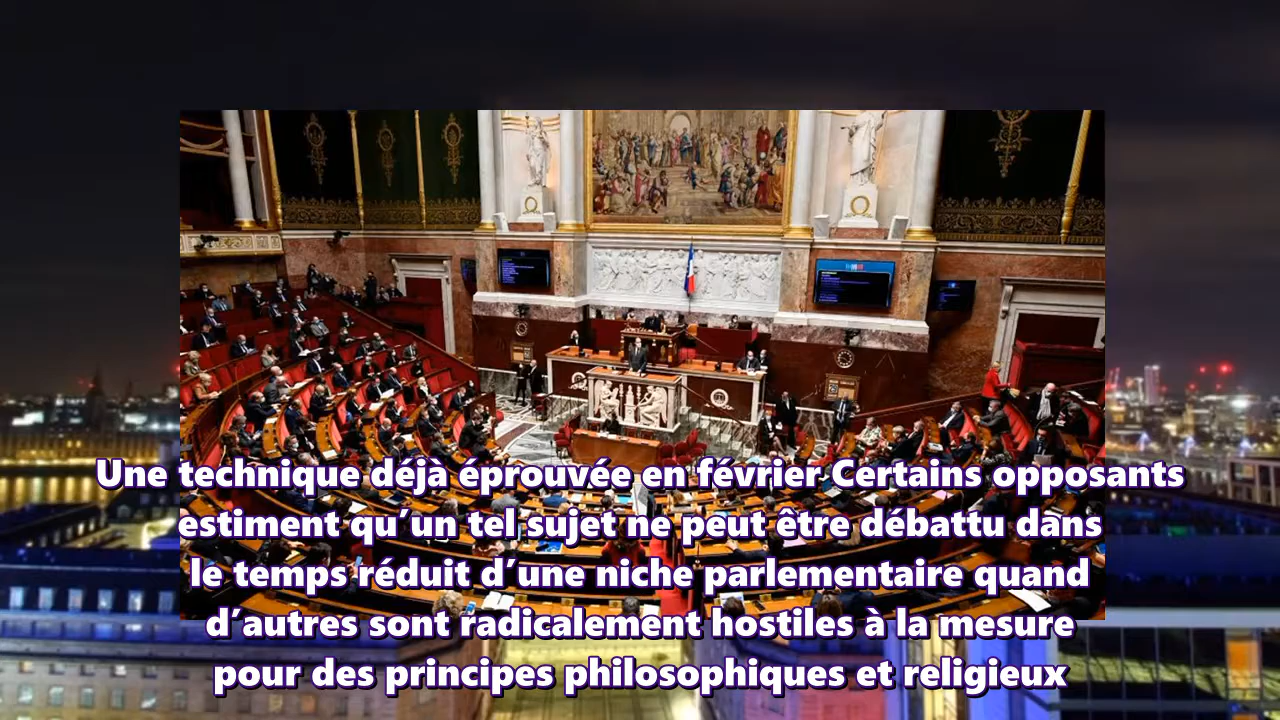 Une technique déjà éprouvée en février Certains opposants
estiment qu’un tel sujet ne peut être débattu dans
le temps réduit d’une niche parlementaire quand
d’autres sont radicalement hostiles à la mesure
pour des principes philosophiques et religieux